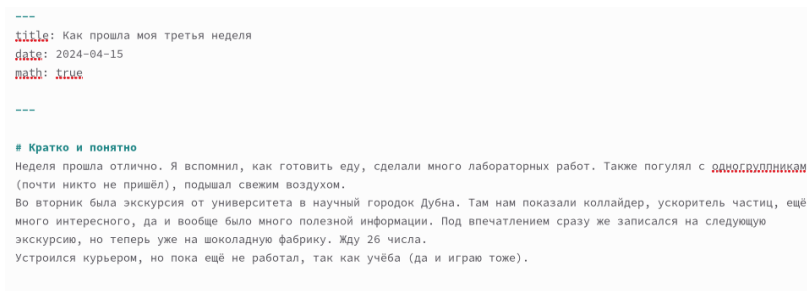 ---
title: Как прошла моя третья неделя
date: 2024-04-15
math: true
---
# Кратко и понятно
Неделя прошла отлично. Я вспомнил, как готовить еду, сделали много лабораторных работ. Также погулял с одногруппникам
(почти никто не пришёл), подышал свежим воздухом.
Во вторник была экскурсия от университета в научный городок Дубна. Там нам показали коллайдер, ускоритель частиц, ещё
много интересного, да и вообще было много полезной информации. Под впечатлением сразу же записался на следующую
экскурсию, но теперь уже на шоколадную фабрику. Жду 26 числа.
Устроился курьером, но пока ещё не работал, так как учёба (да и играю тоже).